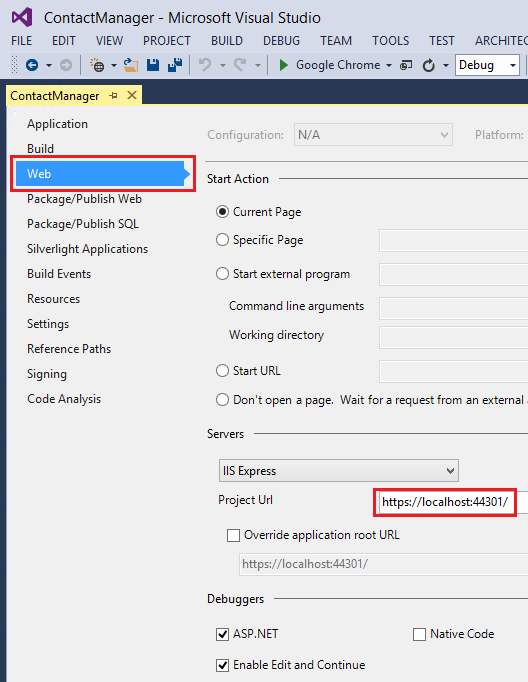 ContactManager - Microsoft Visual Studio
FILE EDIT VIEW PROJECT BUILD DEBUG TEAM TOOLS TEST ARCHITEC
Google Chrome Debug
ContactManager
Application
Build
Web
Package/Publish Web
Package/Publish SQL
Silverlight Applications
Build Events
Resources
Settings
Reference Paths
Signing
Code Analysis
Configuration: N/A Platform:
Start Action
Current Page
Specific Page
Start external program
Command line arguments
Working directory
Start URL
Don't open a page. Wait for a request from an external
Servers
IIS Express
Project Url https://localhost:44301/
Override application root URL
https://localhost:44301/
Debuggers
ASP.NET Native Code
Enable Edit and Continue